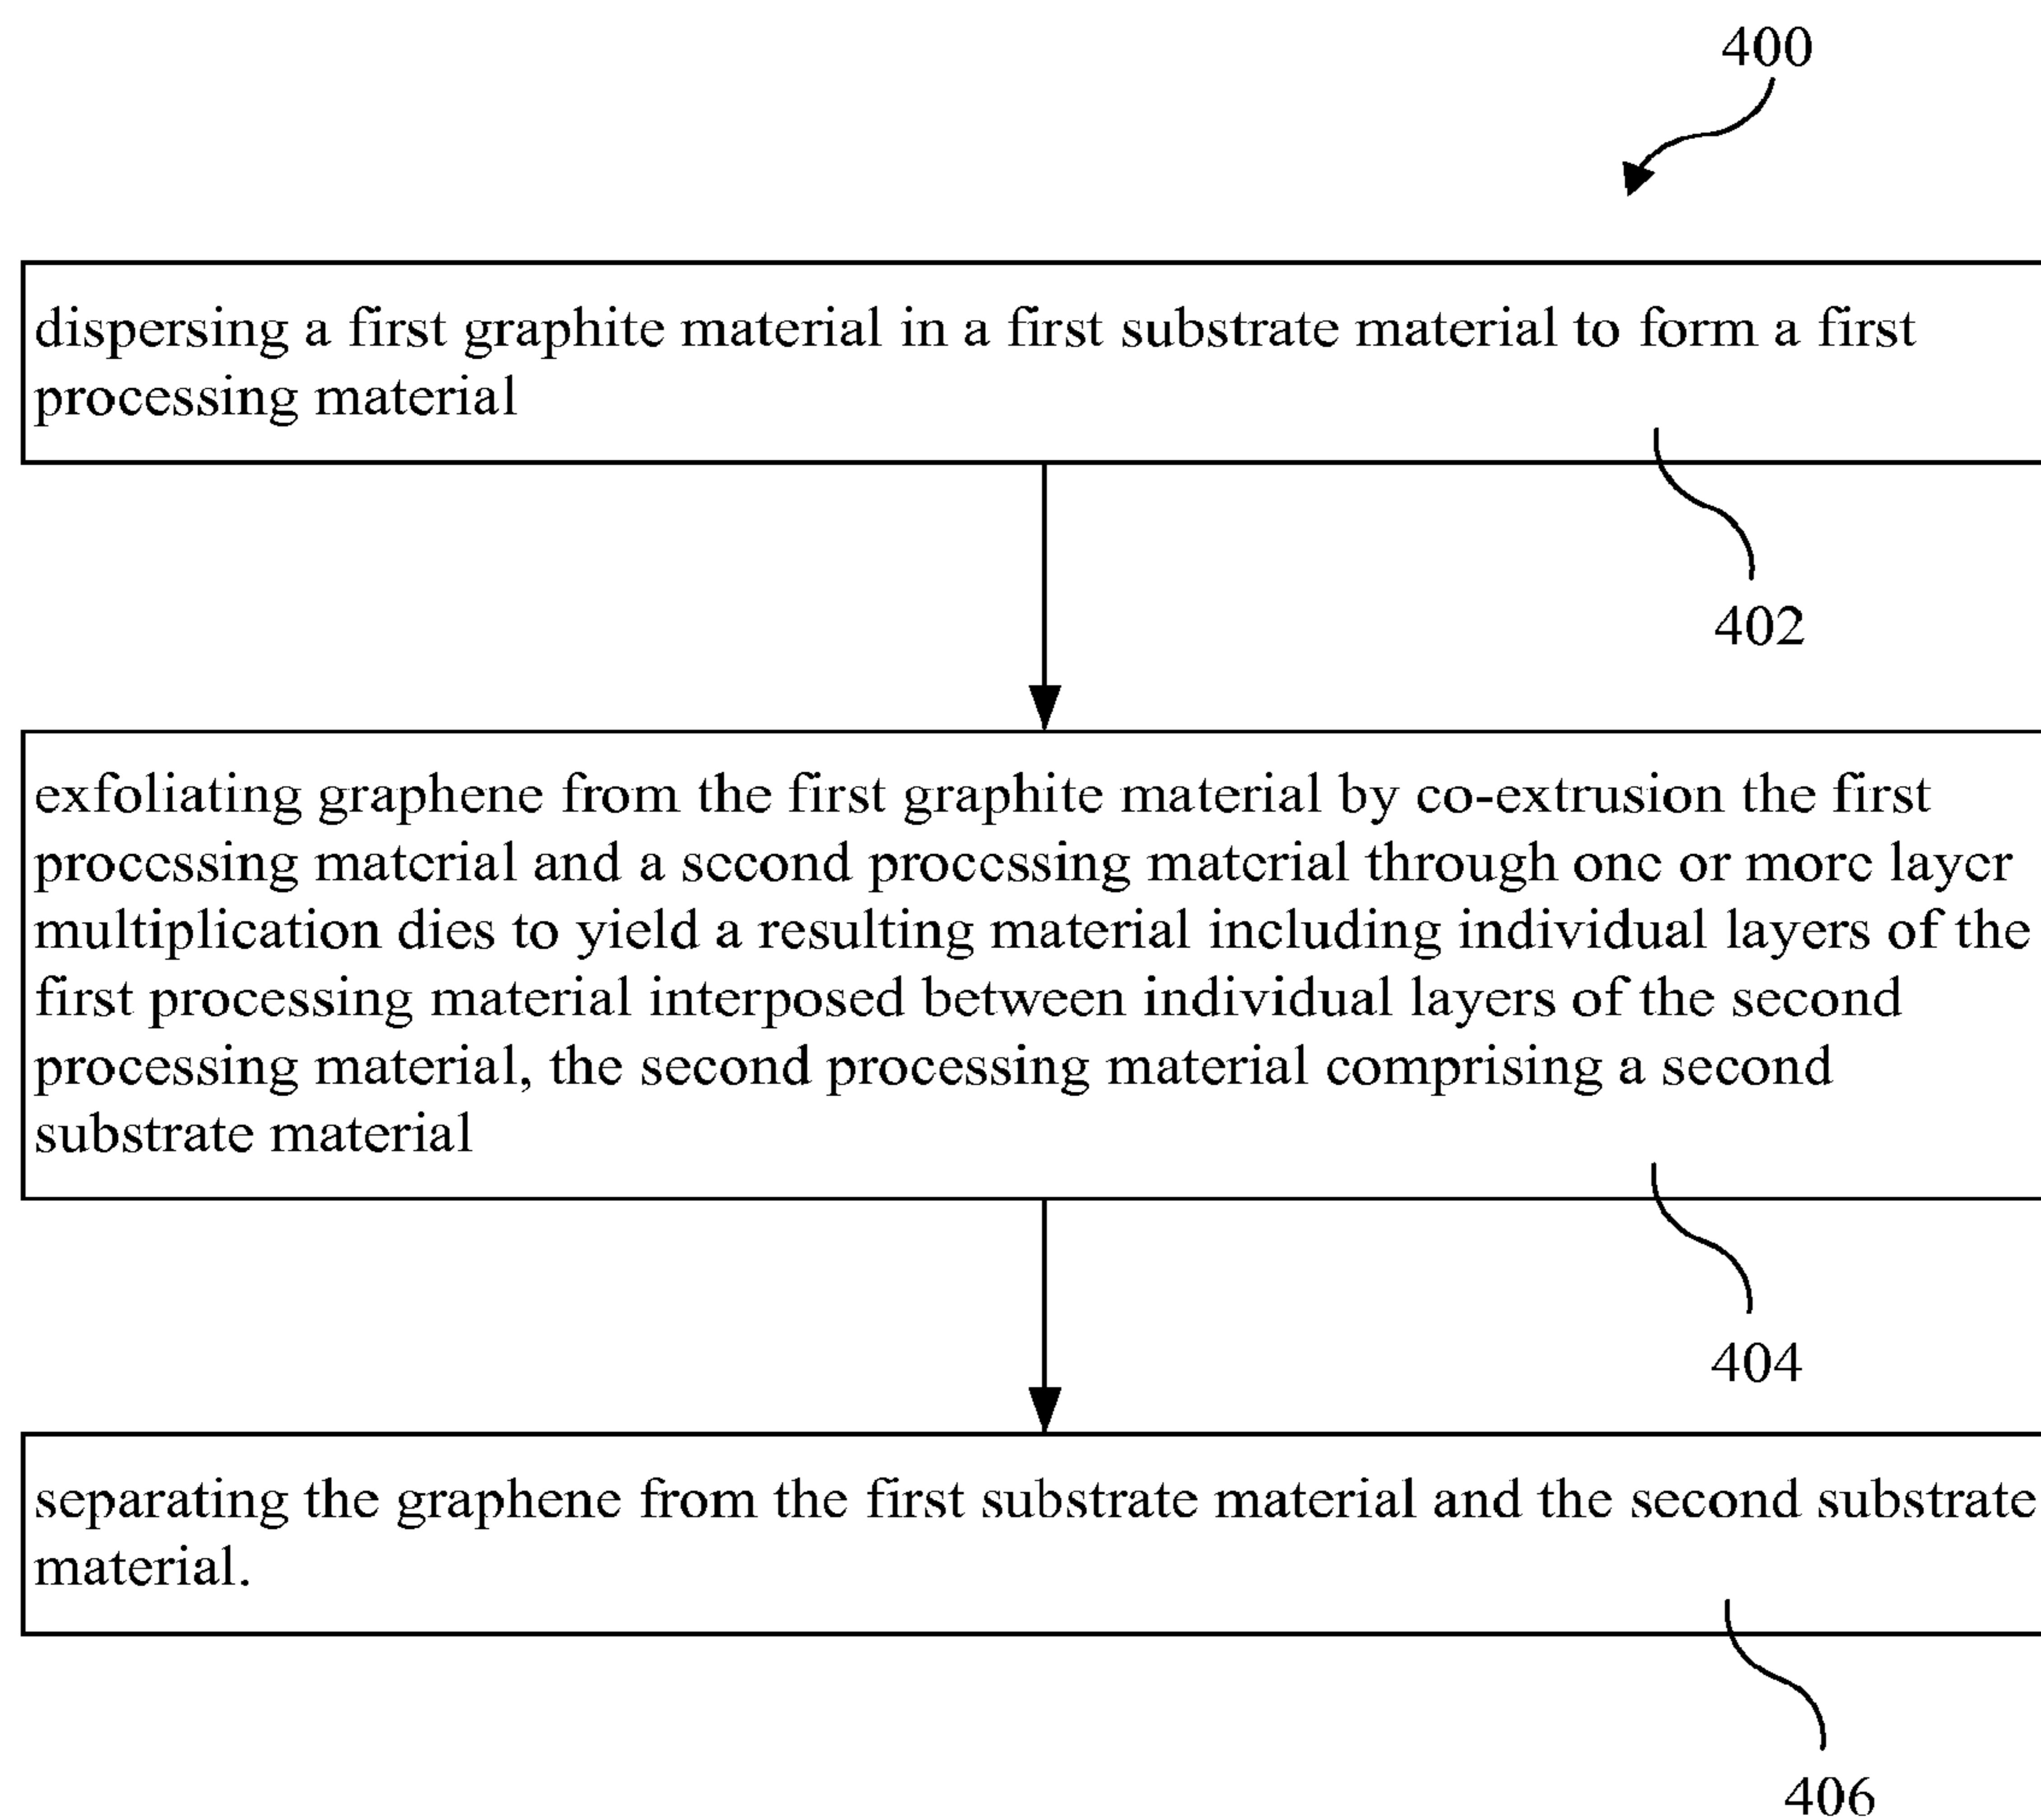 400
dispersing a first graphite material in a first substrate material to form a first
processing material
402
exfoliating graphene from the first graphite material by co-extrusion the first
processing material and a second processing material through one or more layer
multiplication dies to yield a resulting material including individual layers of the
first processing material interposed between individual layers of the second
processing material, the second processing material comprising a second
substrate material
404
separating the graphene from the first substrate material and the second substrate
material.
406